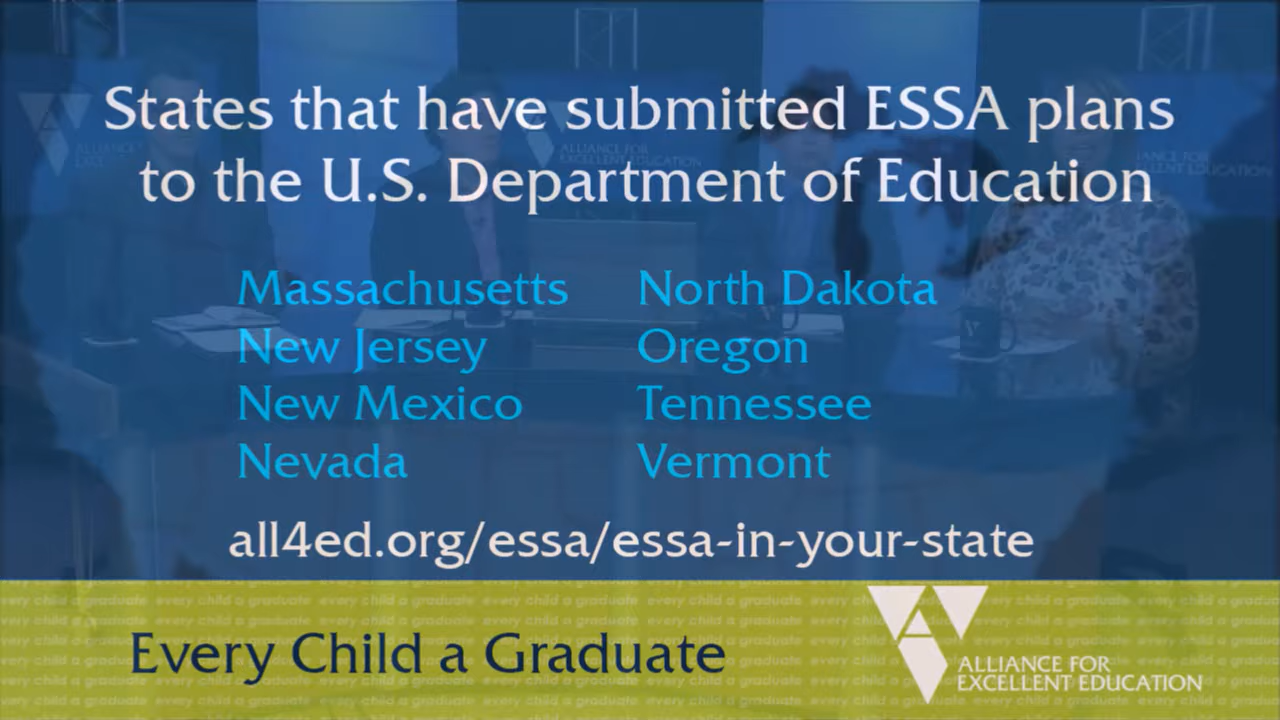 States that have submitted ESSA plans
to the U.S. Department of Education
Massachusetts
New Jersey
New Mexico
Nevada
North Dakota
Oregon
Tennessee
Vermont
all4ed.org/essa/essa-in-your-state
Every Child a Graduate
ALLIANCE FOR
EXCELLENT EDUCATION